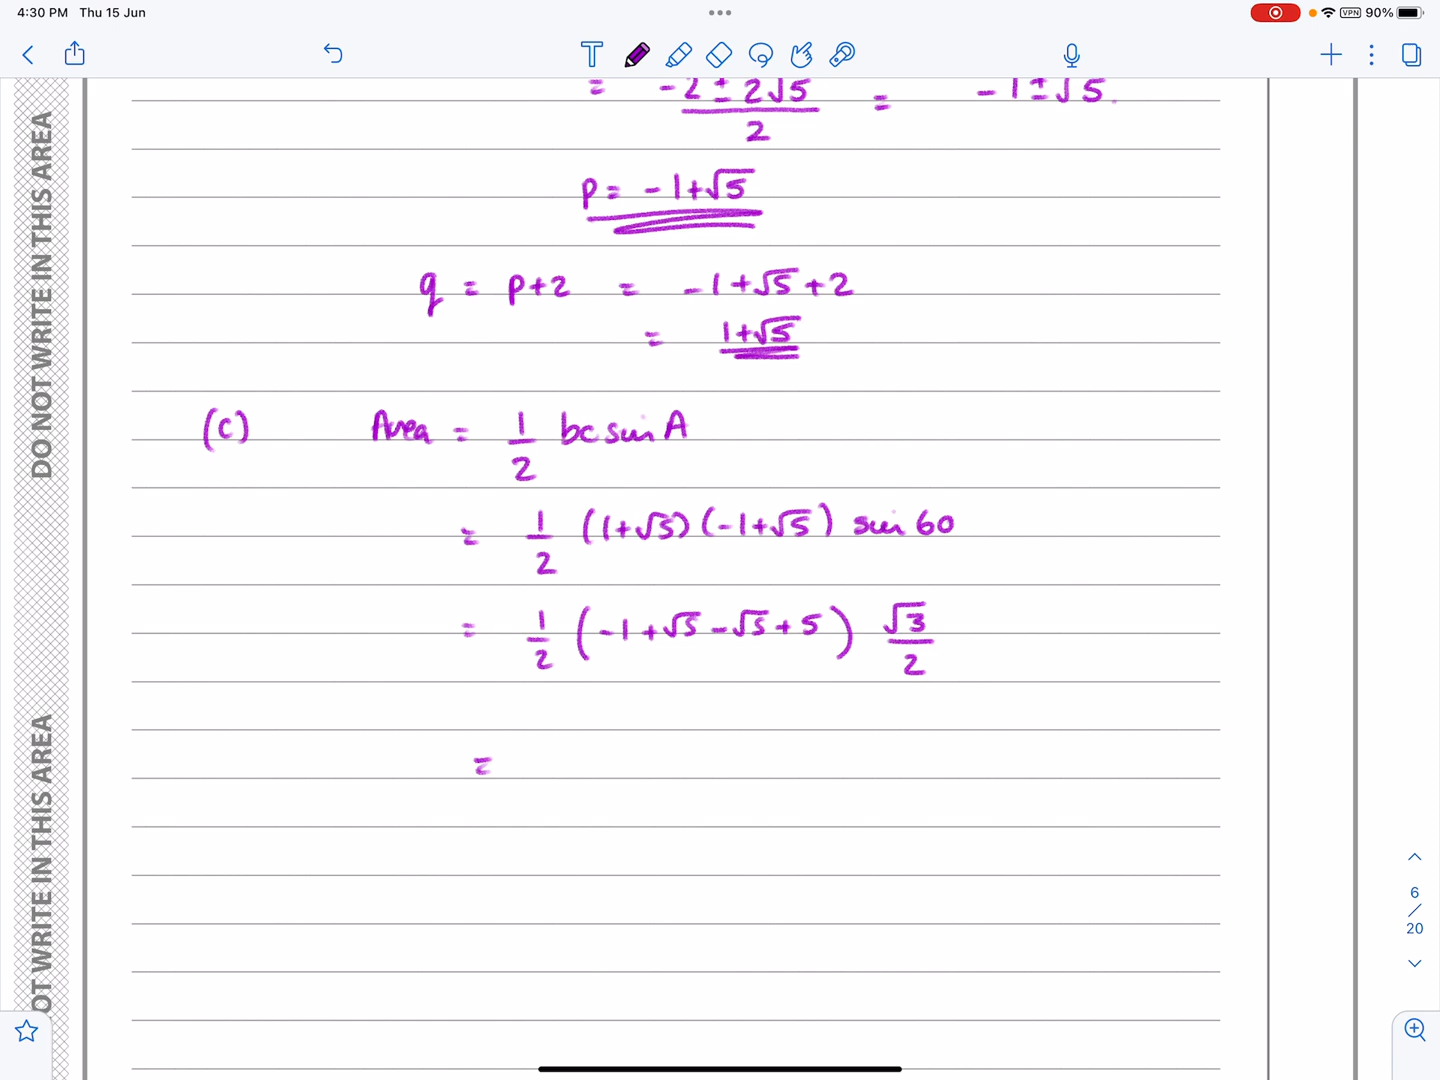 4:30 PM Thu 15 Jun
VPN 90%
T
= -2 ± 2√5 / 2 = -1 ± √5.
p = -1+√5
q = p+2 = -1+√5 +2
= 1+√5
(c) Area = 1/2 bc sin A
= 1/2 (1+√5)(-1+√5) sin 60
= 1/2 (-1+√5 -√5 + 5) √3/2
=
DO NOT WRITE IN THIS AREA
OT WRITE IN THIS AREA
6
/
20